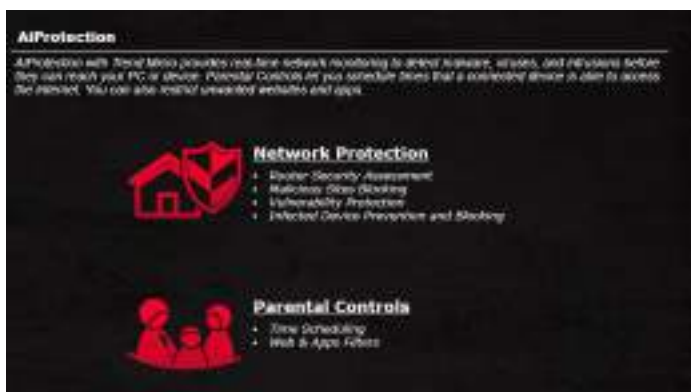 AiProtection
AiProtection with Trend Micro provides real-time network monitoring to detect malware, viruses, and intrusions before
they can reach your PC or device. Parental Controls let you schedule times that a connected device is able to access
the internet. You can also restrict unwanted websites and apps.
Network Protection
• Router Security Assessment
• Malicious Sites Blocking
• Vulnerability Protection
• Infected Device Prevention and Blocking
Parental Controls
• Time Scheduling
• Web & Apps Filters